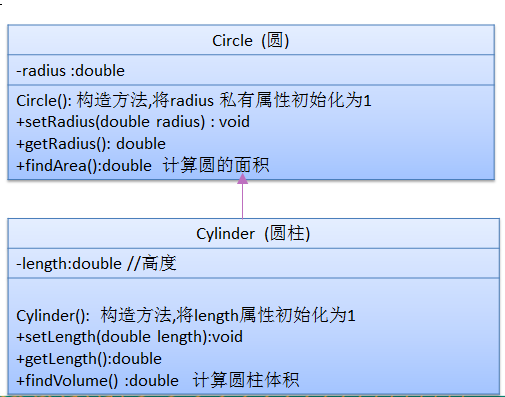 Circle (圆)
-radius :double
Circle(): 构造方法,将radius 私有属性初始化为1
+setRadius(double radius) : void
+getRadius(): double
+findArea():double 计算圆的面积
Cylinder (圆柱)
-length:double //高度
Cylinder(): 构造方法,将length属性初始化为1
+setLength(double length):void
+getLength():double
+findVolume() :double 计算圆柱体积